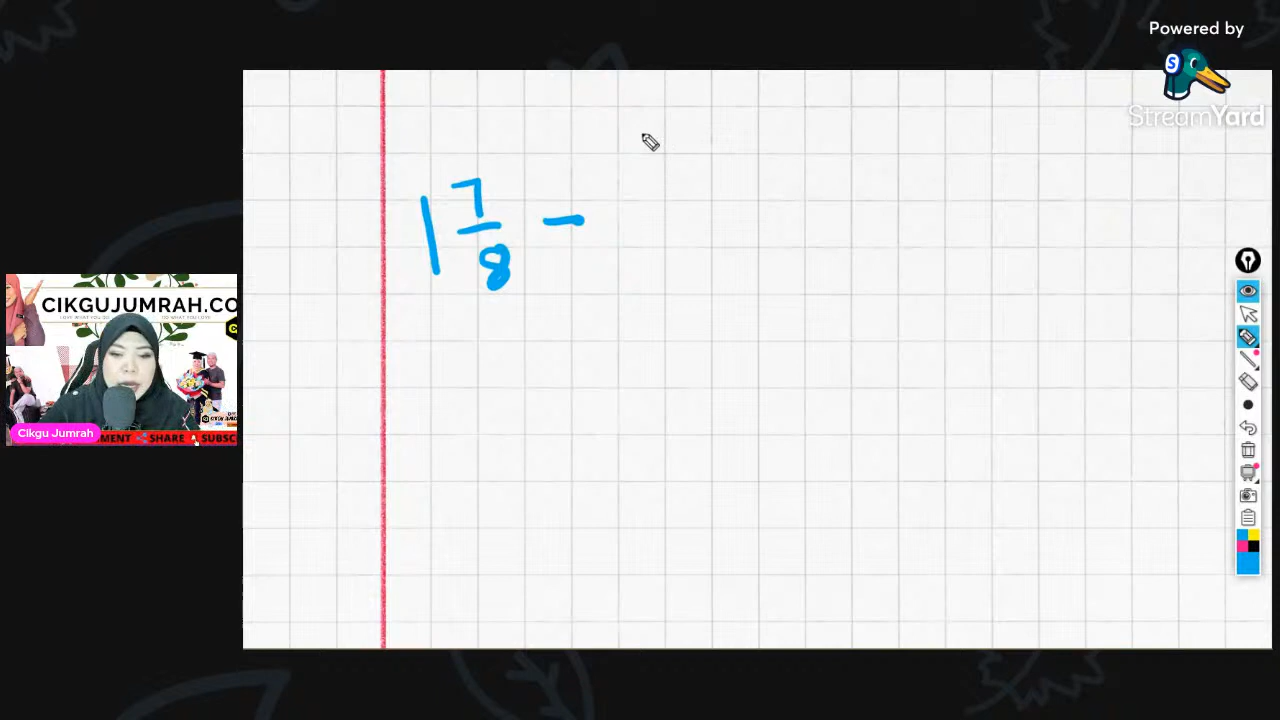 Powered by
StreamYard
1 7/8 −
CIKGUJUMRAH.CO
Cikgu Jumrah
MENT SHARE SUBSC